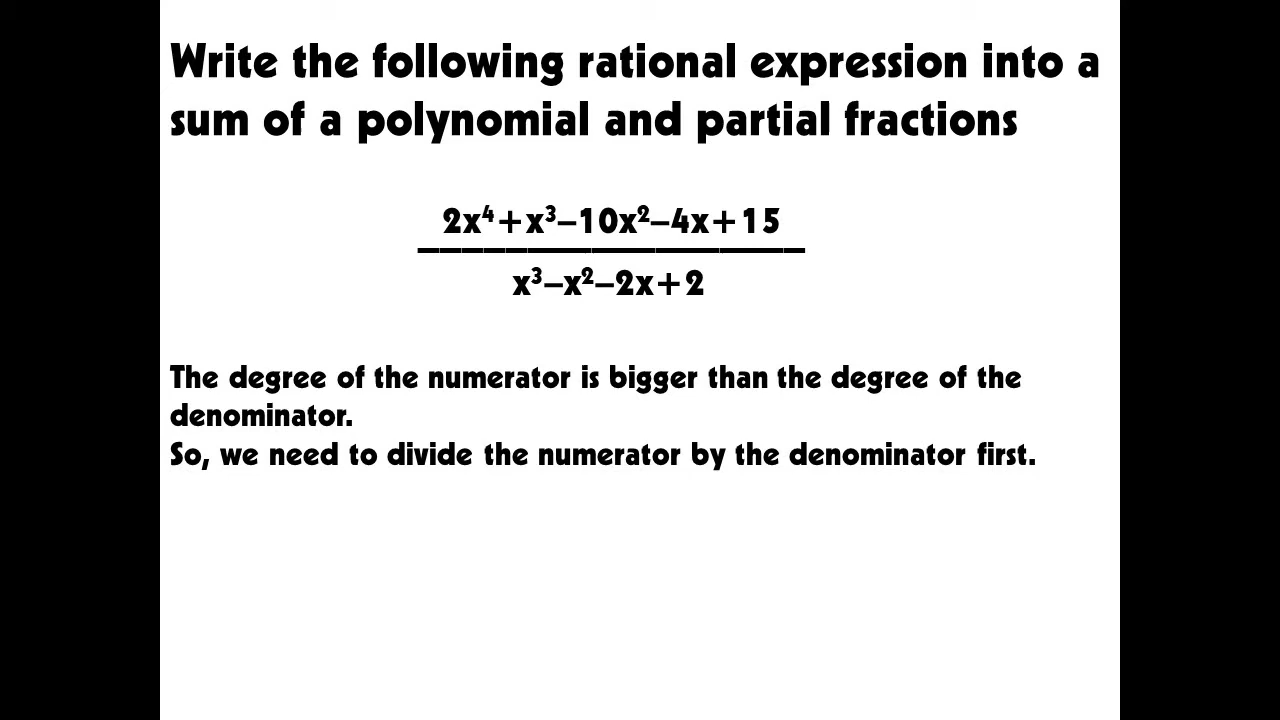 Write the following rational expression into a
sum of a polynomial and partial fractions
2x⁴+x³–10x²–4x+15
x³–x²–2x+2
The degree of the numerator is bigger than the degree of the
denominator.
So, we need to divide the numerator by the denominator first.